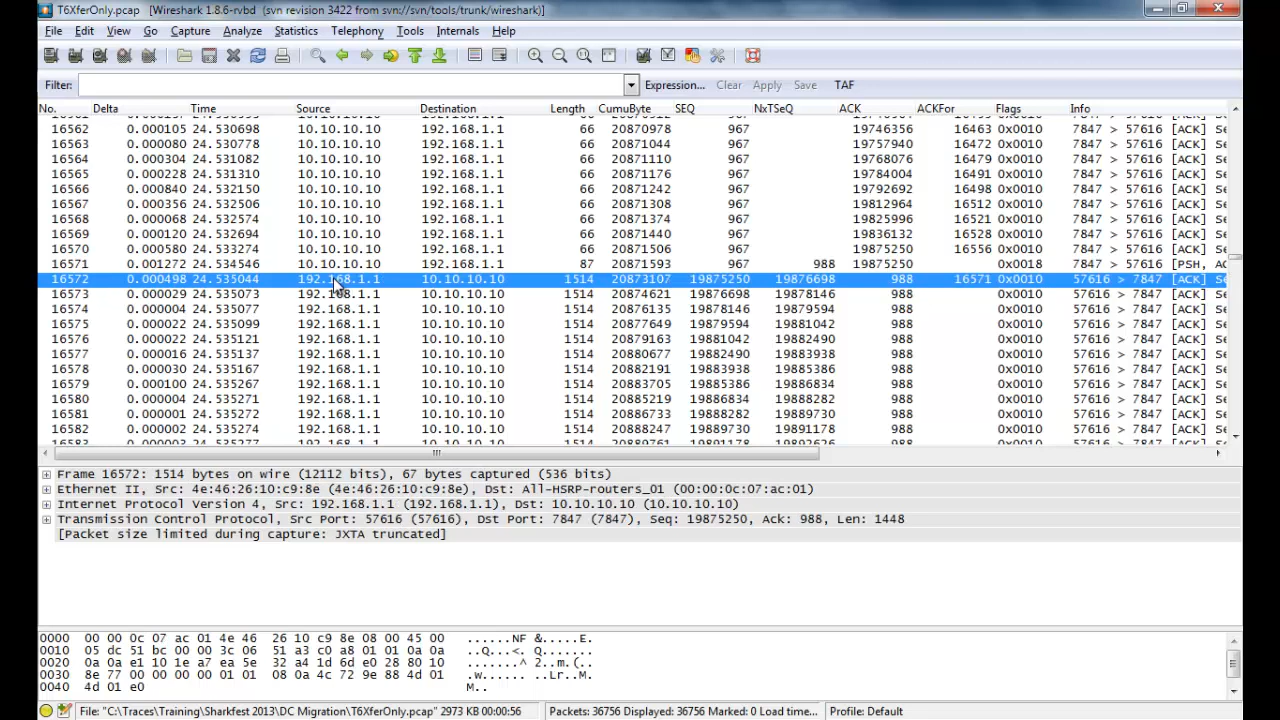 T6XferOnly.pcap [Wireshark 1.8.6-rvbd (svn revision 3422 from svn://svn/tools/trunk/wireshark)]
File Edit View Go Capture Analyze Statistics Telephony Tools Internals Help
Filter: Expression... Clear Apply Save TAF
No. Delta Time Source Destination Length CumuByte SEQ NxTSeQ ACK ACKFor Flags Info
16562 0.000105 24.530698 10.10.10.10 192.168.1.1 66 20870978 967 19746356 16463 0x0010 7847 > 57616 [ACK] Se
16563 0.000080 24.530778 10.10.10.10 192.168.1.1 66 20871044 967 19757940 16472 0x0010 7847 > 57616 [ACK] Se
16564 0.000304 24.531082 10.10.10.10 192.168.1.1 66 20871110 967 19768076 16479 0x0010 7847 > 57616 [ACK] Se
16565 0.000228 24.531310 10.10.10.10 192.168.1.1 66 20871176 967 19784004 16491 0x0010 7847 > 57616 [ACK] Se
16566 0.000840 24.532150 10.10.10.10 192.168.1.1 66 20871242 967 19792692 16498 0x0010 7847 > 57616 [ACK] Se
16567 0.000356 24.532506 10.10.10.10 192.168.1.1 66 20871308 967 19812964 16512 0x0010 7847 > 57616 [ACK] Se
16568 0.000068 24.532574 10.10.10.10 192.168.1.1 66 20871374 967 19825996 16521 0x0010 7847 > 57616 [ACK] Se
16569 0.000120 24.532694 10.10.10.10 192.168.1.1 66 20871440 967 19836132 16528 0x0010 7847 > 57616 [ACK] Se
16570 0.000580 24.533274 10.10.10.10 192.168.1.1 66 20871506 967 19875250 16556 0x0010 7847 > 57616 [ACK] Se
16571 0.001272 24.534546 10.10.10.10 192.168.1.1 87 20871593 967 988 19875250 0x0018 7847 > 57616 [PSH, AC
16572 0.000498 24.535044 192.168.1.1 10.10.10.10 1514 20873107 19875250 19876698 988 16571 0x0010 57616 > 7847 [ACK] Se
16573 0.000029 24.535073 192.168.1.1 10.10.10.10 1514 20874621 19876698 19878146 988 0x0010 57616 > 7847 [ACK] Se
16574 0.000004 24.535077 192.168.1.1 10.10.10.10 1514 20876135 19878146 19879594 988 0x0010 57616 > 7847 [ACK] Se
16575 0.000022 24.535099 192.168.1.1 10.10.10.10 1514 20877649 19879594 19881042 988 0x0010 57616 > 7847 [ACK] Se
16576 0.000022 24.535121 192.168.1.1 10.10.10.10 1514 20879163 19881042 19882490 988 0x0010 57616 > 7847 [ACK] Se
16577 0.000016 24.535137 192.168.1.1 10.10.10.10 1514 20880677 19882490 19883938 988 0x0010 57616 > 7847 [ACK] Se
16578 0.000030 24.535167 192.168.1.1 10.10.10.10 1514 20882191 19883938 19885386 988 0x0010 57616 > 7847 [ACK] Se
16579 0.000100 24.535267 192.168.1.1 10.10.10.10 1514 20883705 19885386 19886834 988 0x0010 57616 > 7847 [ACK] Se
16580 0.000004 24.535271 192.168.1.1 10.10.10.10 1514 20885219 19886834 19888282 988 0x0010 57616 > 7847 [ACK] Se
16581 0.000001 24.535272 192.168.1.1 10.10.10.10 1514 20886733 19888282 19889730 988 0x0010 57616 > 7847 [ACK] Se
16582 0.000002 24.535274 192.168.1.1 10.10.10.10 1514 20888247 19889730 19891178 988 0x0010 57616 > 7847 [ACK] Se
16583 0.000003 24.535277 192.168.1.1 10.10.10.10 1514 20889761 19891178 19892626 988 0x0010 57616 > 7847 [ACK] Se
Frame 16572: 1514 bytes on wire (12112 bits), 67 bytes captured (536 bits)
Ethernet II, Src: 4e:46:26:10:c9:8e (4e:46:26:10:c9:8e), Dst: All-HSRP-routers_01 (00:00:0c:07:ac:01)
Internet Protocol Version 4, Src: 192.168.1.1 (192.168.1.1), Dst: 10.10.10.10 (10.10.10.10)
Transmission Control Protocol, Src Port: 57616 (57616), Dst Port: 7847 (7847), Seq: 19875250, Ack: 988, Len: 1448
[Packet size limited during capture: JXTA truncated]
0000 00 00 0c 07 ac 01 4e 46 26 10 c9 8e 08 00 45 00 ......NF &.....E.
0010 05 dc 51 bc 00 00 3c 06 51 a3 c0 a8 01 01 0a 0a ..Q...<. Q.......
0020 0a 0a e1 10 1e a7 ea 5e 32 a4 1d 6d e0 28 80 10 .......^ 2..m.(..
0030 8e 77 00 00 00 00 01 01 08 0a 4c 72 9e 88 4d 01 .w...... ..Lr..M.
0040 4d 01 e0 M..
File: "C:\Traces\Training\Sharkfest 2013\DC Migration\T6XferOnly.pcap" 2973 KB 00:00:56 Packets: 36756 Displayed: 36756 Marked: 0 Load time... Profile: Default